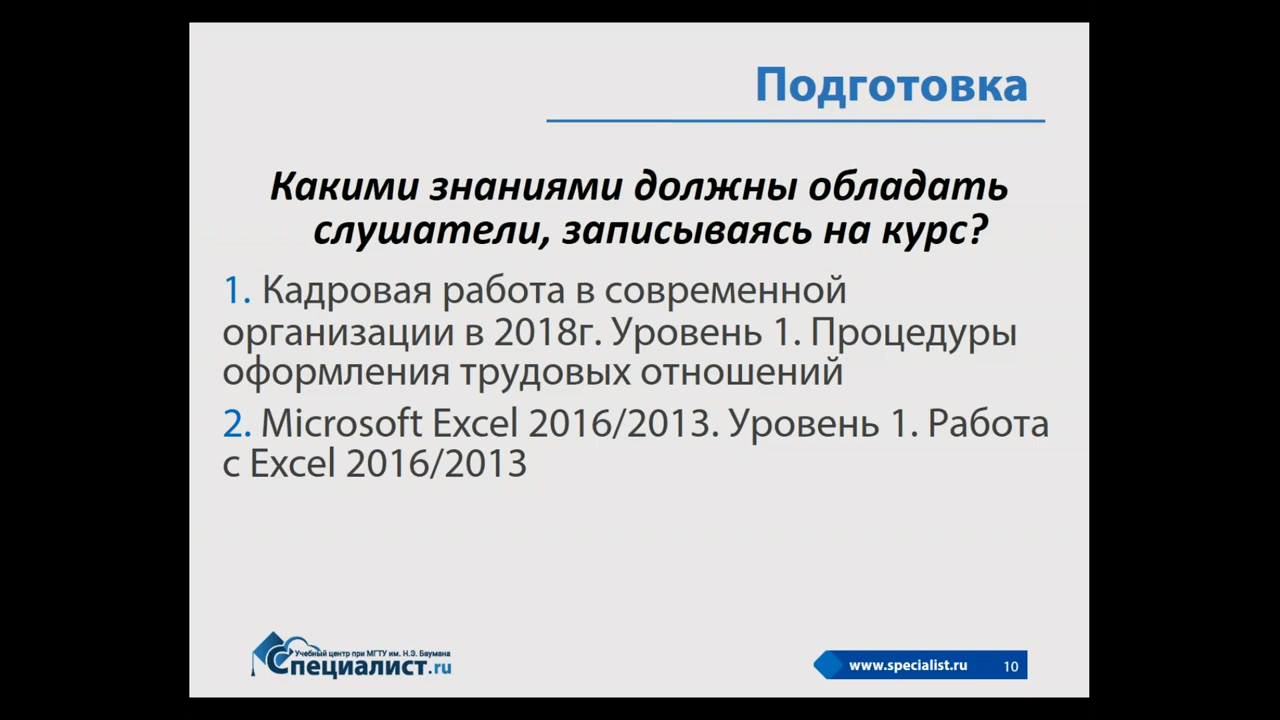 Подготовка
Какими знаниями должны обладать
слушатели, записываясь на курс?
1. Кадровая работа в современной
организации в 2018г. Уровень 1. Процедуры
оформления трудовых отношений
2. Microsoft Excel 2016/2013. Уровень 1. Работа
с Excel 2016/2013
Учебный центр при МГТУ им. Н.Э. Баумана
Специалист.ru
www.specialist.ru 10